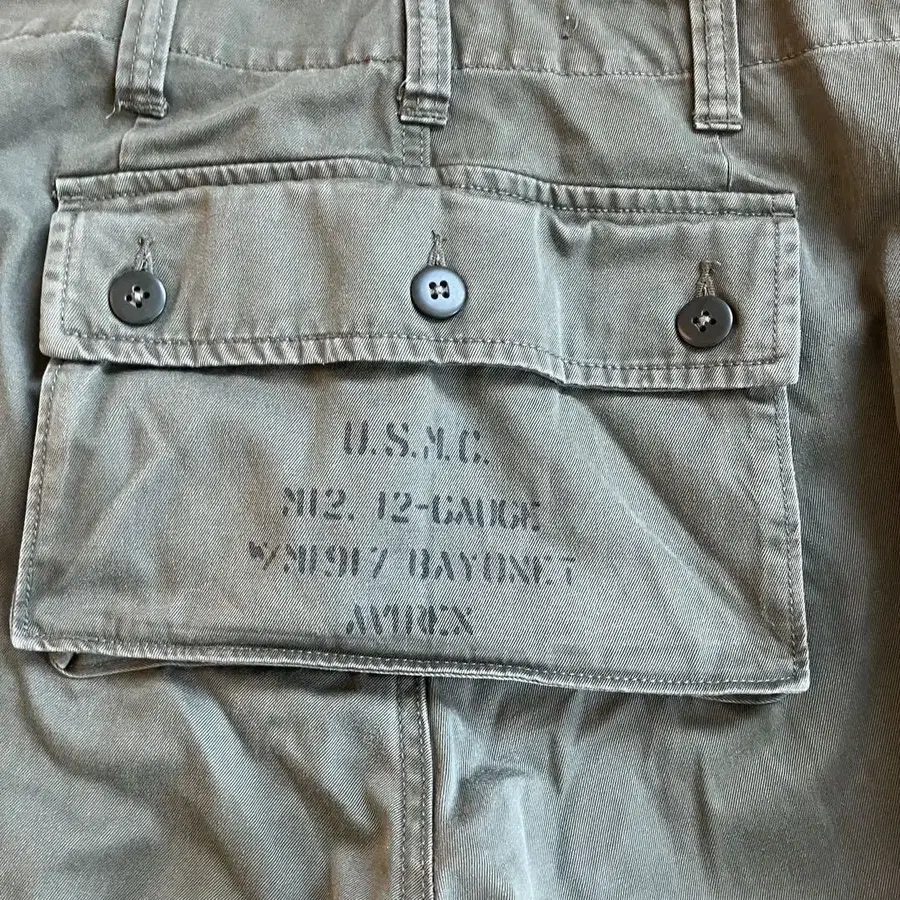 U.S.M.C.
M12. 12-GAUGE
W/M1917 BAYONET
AVIREX